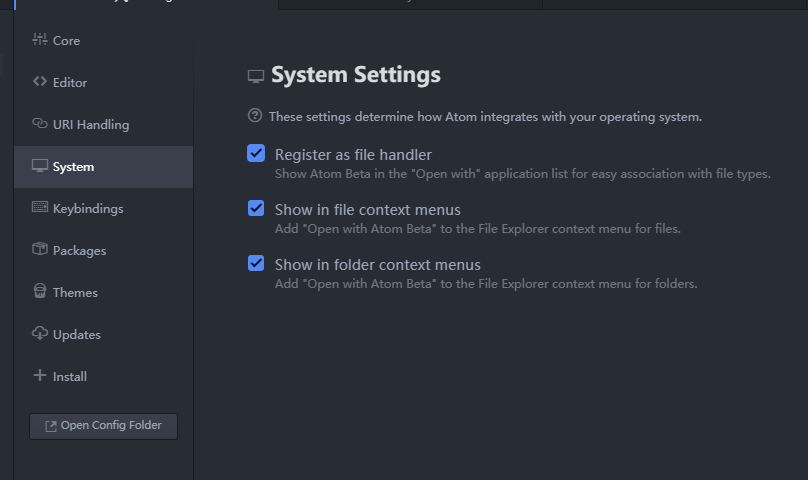 Core
Editor
URI Handling
System
Keybindings
Packages
Themes
Updates
Install
Open Config Folder
System Settings
These settings determine how Atom integrates with your operating system.
Register as file handler
Show Atom Beta in the "Open with" application list for easy association with file types.
Show in file context menus
Add "Open with Atom Beta" to the File Explorer context menu for files.
Show in folder context menus
Add "Open with Atom Beta" to the File Explorer context menu for folders.